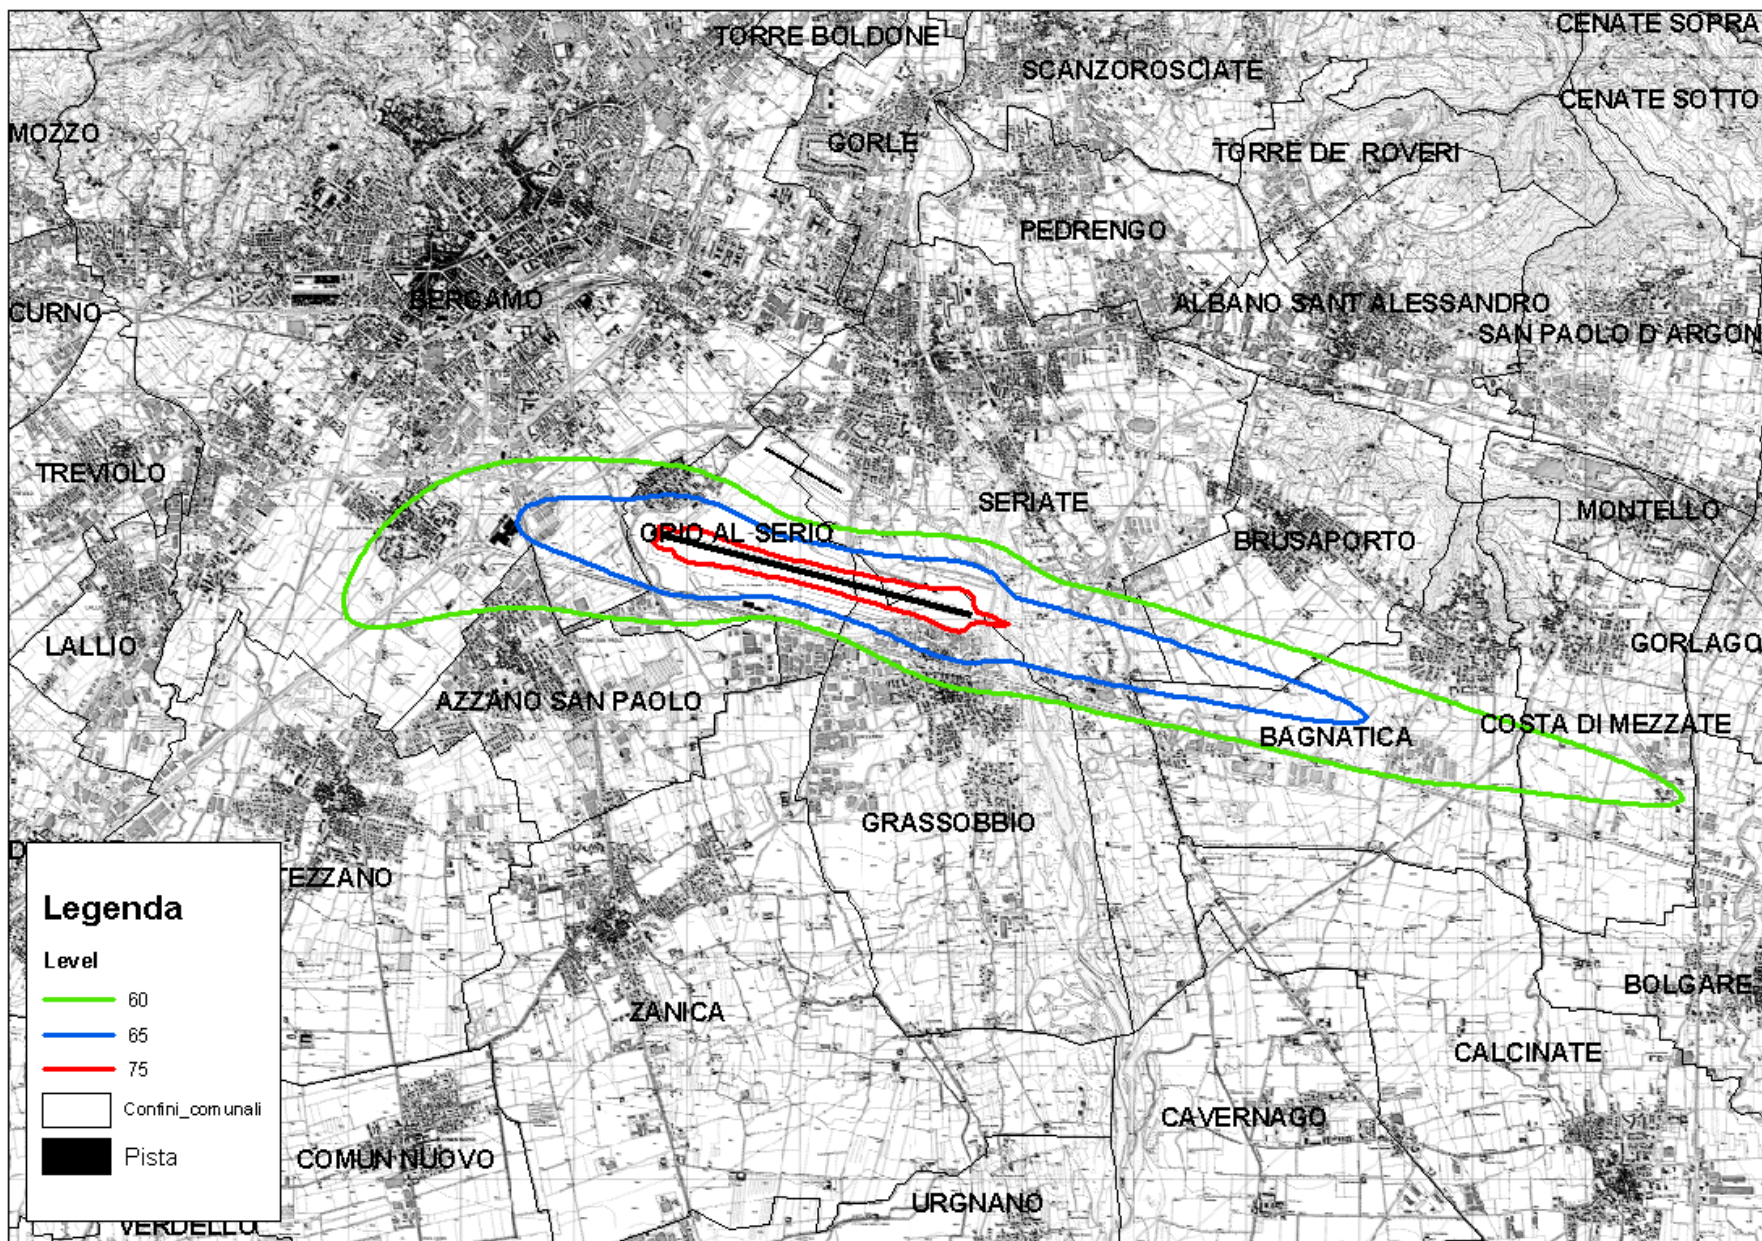 TORRE BOLDONE
CENATE SOPRA
SCANZOROSCIATE
CENATE SOTTO
MOZZO
GORLE
TORRE DE' ROVERI
PEDRENGO
BERGAMO
ALBANO SANT ALESSANDRO
CURNO
SAN PAOLO D ARGON
TREVIOLO
SERIATE
MONTELLO
ORIO AL SERIO
BRUSAPORTO
LALLIO
GORLAGO
AZZANO SAN PAOLO
COSTA DI MEZZATE
BAGNATICA
GRASSOBBIO
TEZZANO
Legenda
Level
60
65
75
Confini_comunali
Pista
BOLGARE
ZANICA
CALCINATE
CAVERNAGO
COMUN NUOVO
URGNANO
VERDELLO